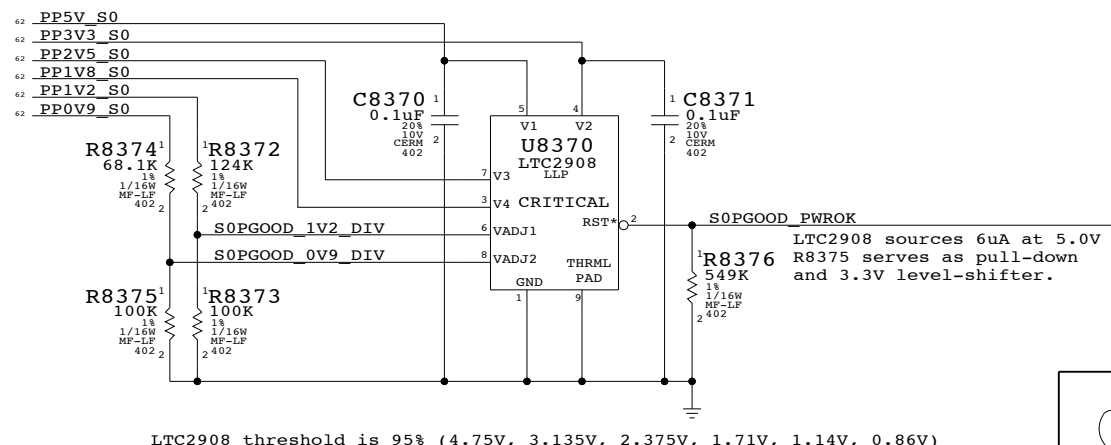 62 PP5V_S0
62 PP3V3_S0
62 PP2V5_S0
62 PP1V8_S0
62 PP1V2_S0
62 PP0V9_S0
C8370 1
0.1uF
20%
10V
CERM
402
2
5
V1
4
V2
1 C8371
0.1uF
20%
10V
CERM
402
2
U8370
LTC2908
LLP
CRITICAL
7 V3
3 V4
6 VADJ1
8 VADJ2
RST* 2
THRML
PAD
GND
1
9
R8374 1
68.1K
1%
1/16W
MF-LF
402 2
1 R8372
124K
1%
1/16W
MF-LF
2 402
S0PGOOD_1V2_DIV
S0PGOOD_0V9_DIV
S0PGOOD_PWROK
LTC2908 sources 6uA at 5.0V
R8375 serves as pull-down
and 3.3V level-shifter.
1 R8376
549K
1%
1/16W
MF-LF
2 402
R8375 1
100K
1%
1/16W
MF-LF
402 2
1 R8373
100K
1%
1/16W
MF-LF
2 402
LTC2908 threshold is 95% (4.75V, 3.135V, 2.375V, 1.71V, 1.14V, 0.86V)